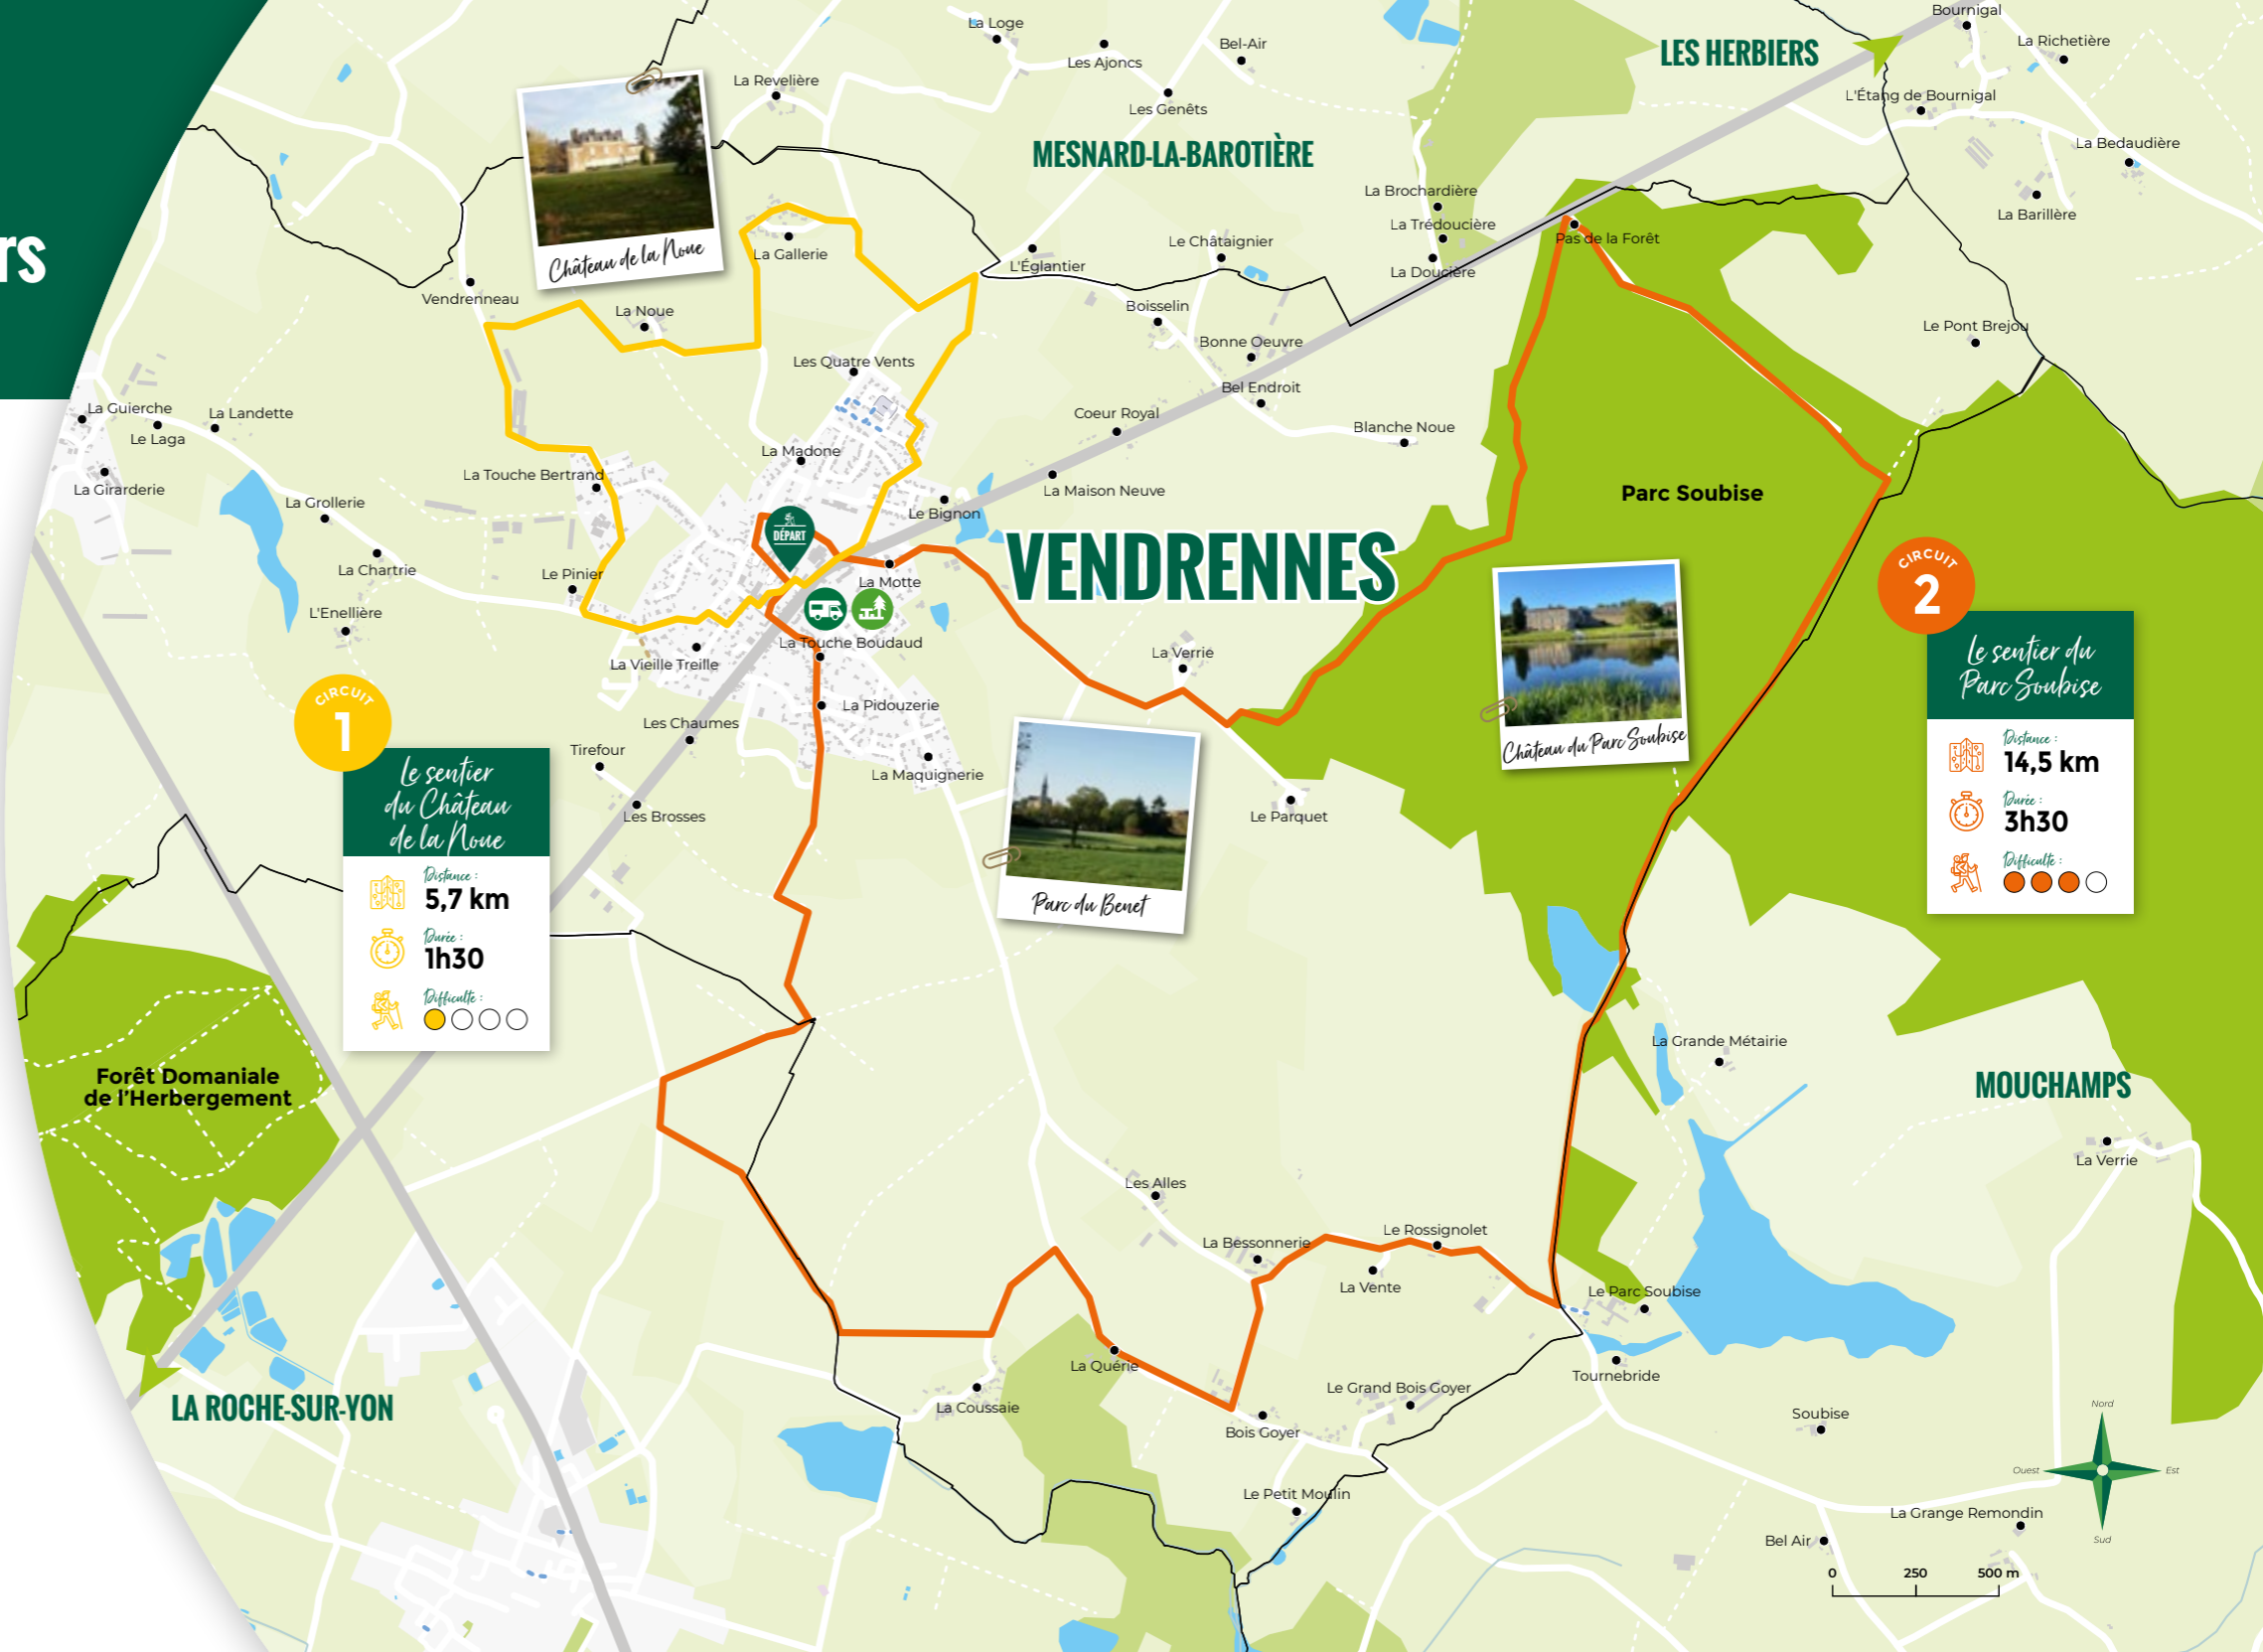 rs
La Loge
Les Ajoncs
Bel-Air
Les Genêts
La Revelière
MESNARD-LA-BAROTIÈRE
LES HERBIERS
Bournigal
La Richetière
L'Étang de Bournigal
La Bedaudière
La Barillère
La Brochardière
La Trédoucière
La Doucière
Pas de la Forêt
Le Châtaignier
L'Églantier
Boisselin
Bonne Oeuvre
Bel Endroit
Blanche Noue
Coeur Royal
La Maison Neuve
Le Pont Brejou
Château de la Noue
La Gallerie
Vendrenneau
La Noue
Les Quatre Vents
La Madone
La Touche Bertrand
Le Bignon
La Guierche
Le Laga
La Landette
La Girarderie
La Grollerie
La Chartrie
L'Enellière
Le Pinier
DÉPART
La Motte
VENDRENNES
Parc Soubise
La Touche Boudaud
La Vieille Treille
La Pidouzerie
Les Chaumes
Tirefour
Les Brosses
La Maquignerie
La Verrie
Le Parquet
Château du Parc Soubise
Parc du Benet
CIRCUIT
1
Le sentier
du Château
de la Noue
Distance :
5,7 km
Durée :
1h30
Difficulté :
CIRCUIT
2
Le sentier du
Parc Soubise
Distance :
14,5 km
Durée :
3h30
Difficulté :
Forêt Domaniale
de l'Herbergement
LA ROCHE-SUR-YON
La Grande Métairie
MOUCHAMPS
La Verrie
Les Alles
La Bessonnerie
Le Rossignolet
La Vente
Le Parc Soubise
Tournebride
La Quérie
La Coussaie
Bois Goyer
Le Grand Bois Goyer
Le Petit Moulin
Soubise
Bel Air
La Grange Remondin
Nord
Ouest
Est
Sud
0 250 500 m